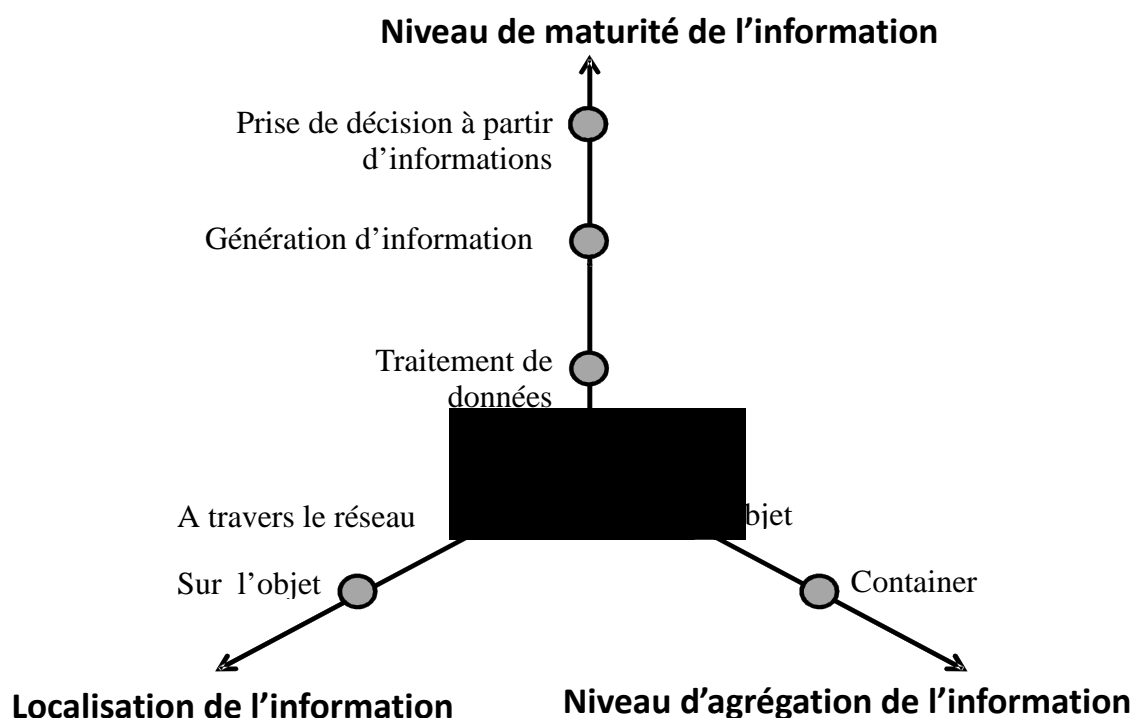 Niveau de maturité de l’information
Prise de décision à partir
d’informations
Génération d’information
Traitement de
données
A travers le réseau
Sur l’objet
Container
Localisation de l’information
Niveau d’agrégation de l’information